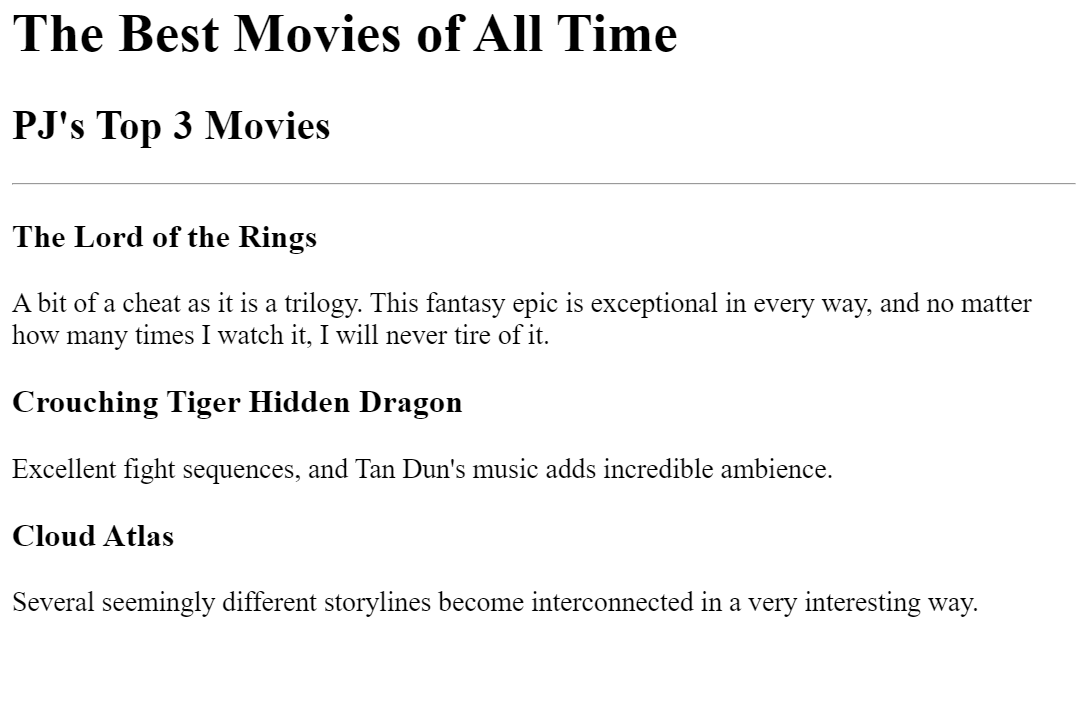 The Best Movies of All Time
PJ's Top 3 Movies
The Lord of the Rings
A bit of a cheat as it is a trilogy. This fantasy epic is exceptional in every way, and no matter
how many times I watch it, I will never tire of it.
Crouching Tiger Hidden Dragon
Excellent fight sequences, and Tan Dun's music adds incredible ambience.
Cloud Atlas
Several seemingly different storylines become interconnected in a very interesting way.